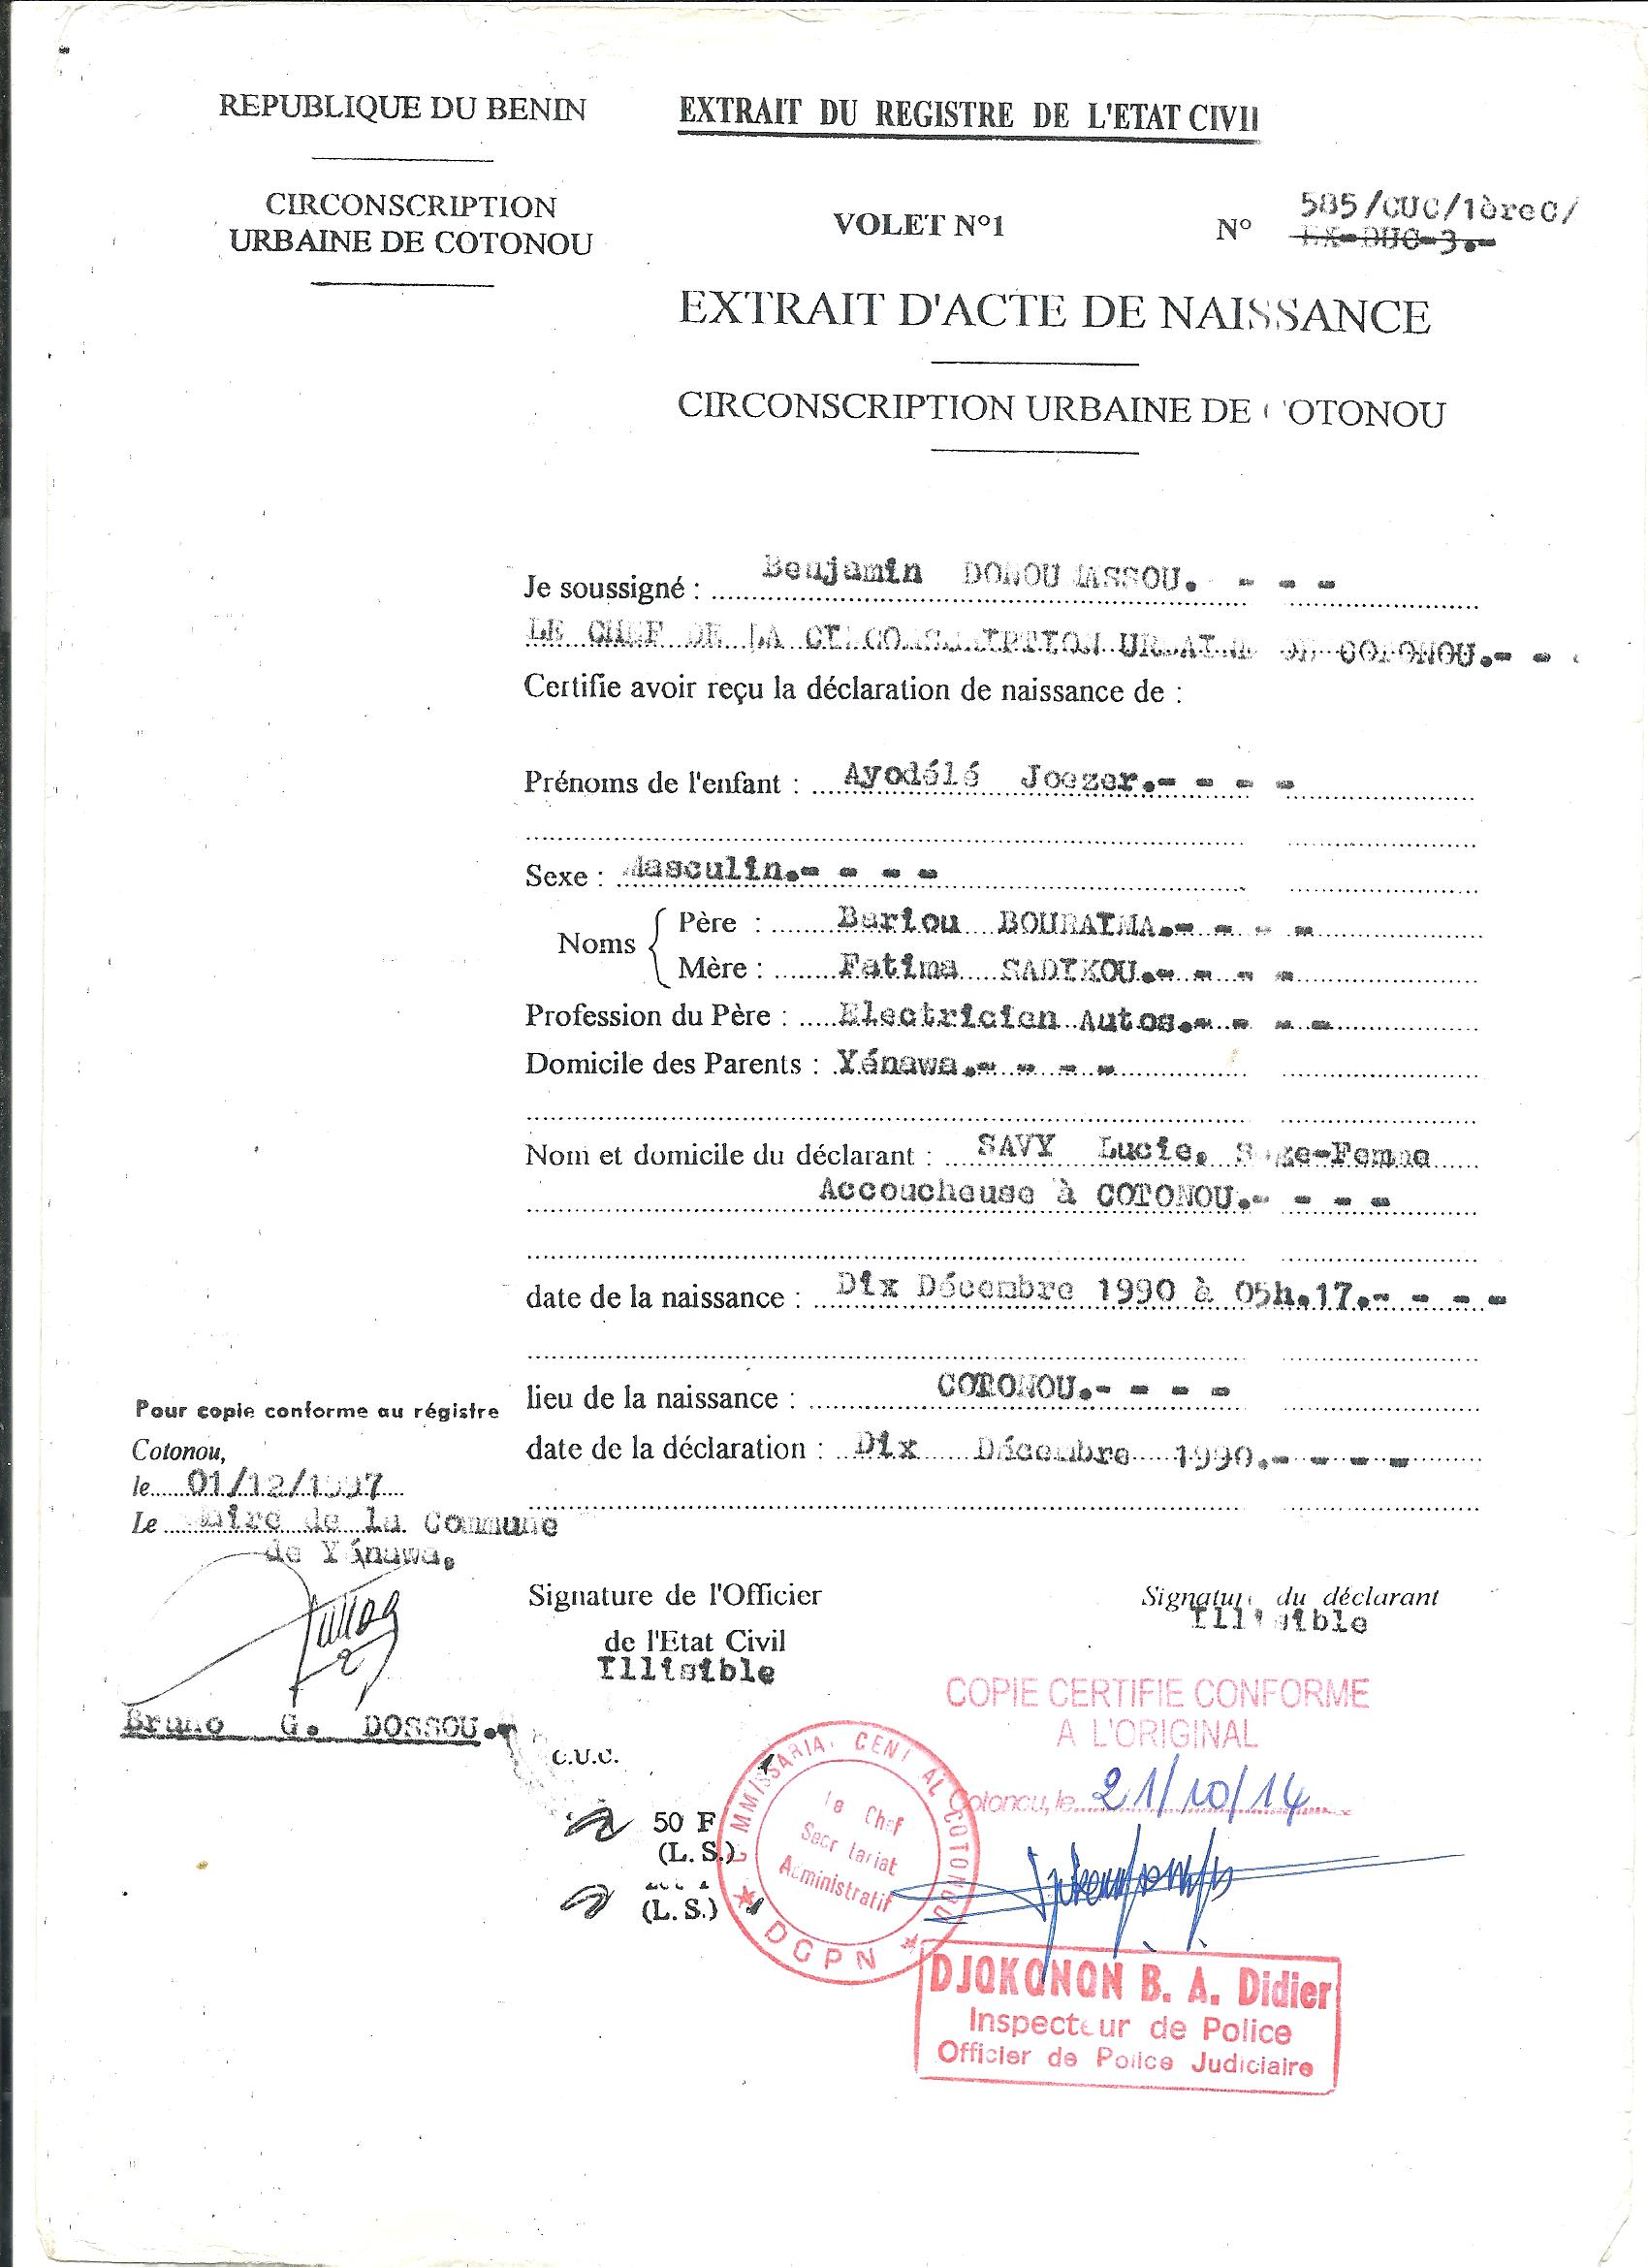 REPUBLIQUE DU BENIN
EXTRAIT DU REGISTRE DE L'ETAT CIVIL
CIRCONSCRIPTION
URBAINE DE COTONOU
VOLET N°1
N° 505/CUC/1èreC/
EX-DUC-3.-
EXTRAIT D'ACTE DE NAISSANCE
CIRCONSCRIPTION URBAINE DE COTONOU
Je soussigné : Benjamin DONOU MASSOU. - - -
LE CHEF DE LA CIRCONSCRIPTION URBAINE DE COTONOU.- -
Certifie avoir reçu la déclaration de naissance de :
Prénoms de l'enfant : Ayodélé Joezer.- - - -
Sexe : Masculin.- - - -
Noms
Père : Bariou BOURAIMA.- - - -
Mère : Fatima SADIKOU.- - - -
Profession du Père : Electricien Autos.- - - -
Domicile des Parents : Yénawa.- - - -
Nom et domicile du déclarant : SAVY Lucie, Sage-Femme
Accoucheuse à COTONOU.- - - -
date de la naissance : Dix Décembre 1990 à 05h.17.- - - -
lieu de la naissance : COTONOU.- - - -
date de la déclaration : Dix Décembre 1990.- - - -
Pour copie conforme au régistre
Cotonou,
le 01/12/1997
Le Maire de la Commune
de Yénawa.
Bruno G. DOSSOU.-
Signature de l'Officier
de l'Etat Civil
Illisible
Signature du déclarant
Illisible
COPIE CERTIFIE CONFORME
A L'ORIGINAL
Cotonou, le 21/10/14
C.U.C.
50 F
(L. S.)
(L. S.)
COMMISSARIAT CENTRAL COTONOU
Le Chef
Secrétariat
Administratif
DGPN
DJOKONON B. A. Didier
Inspecteur de Police
Officier de Police Judiciaire